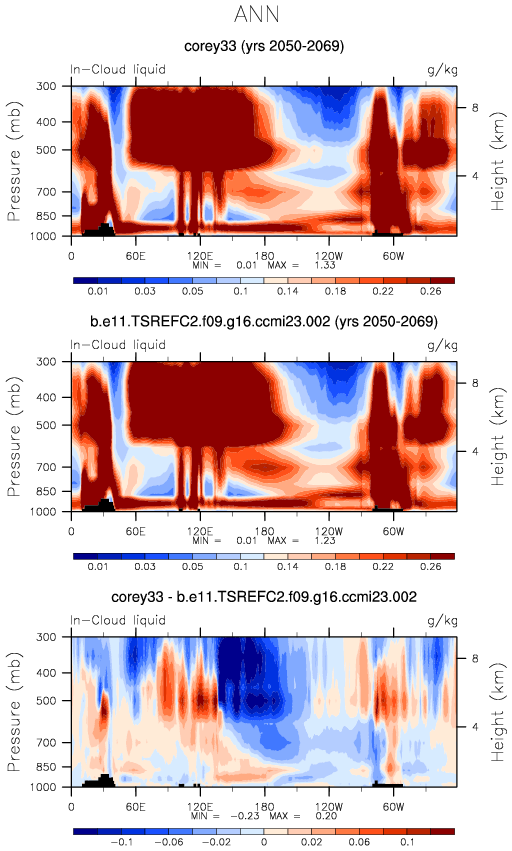 ANN
corey33 (yrs 2050-2069)
In-Cloud liquid g/kg
Pressure (mb)
300
400
500
700
850
1000
8
4
Height (km)
0 60E 120E 180 120W 60W
MIN = 0.01 MAX = 1.33
0.01 0.03 0.05 0.1 0.14 0.18 0.22 0.26
b.e11.TSREFC2.f09.g16.ccmi23.002 (yrs 2050-2069)
In-Cloud liquid g/kg
Pressure (mb)
300
400
500
700
850
1000
8
4
Height (km)
0 60E 120E 180 120W 60W
MIN = 0.01 MAX = 1.23
0.01 0.03 0.05 0.1 0.14 0.18 0.22 0.26
corey33 - b.e11.TSREFC2.f09.g16.ccmi23.002
In-Cloud liquid g/kg
Pressure (mb)
300
400
500
700
850
1000
8
4
Height (km)
0 60E 120E 180 120W 60W
MIN = -0.23 MAX = 0.20
-0.1 -0.06 -0.02 0 0.02 0.06 0.1